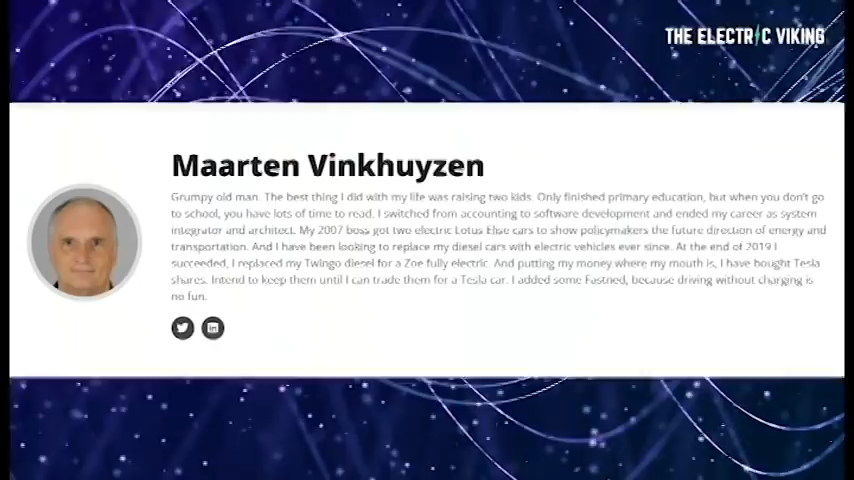 THE ELECTRIC VIKING
Maarten Vinkhuyzen
Grumpy old man. The best thing I did with my life was raising two kids. Only finished primary education, but when you don't go
to school, you have lots of time to read. I switched from accounting to software development and ended my career as system
integrator and architect. My 2007 boss got two electric Lotus Elise cars to show policymakers the future direction of energy and
transportation. And I have been looking to replace my diesel cars with electric vehicles ever since. At the end of 2019 I
succeeded, I replaced my Twingo diesel for a Zoe fully electric. And putting my money where my mouth is, I have bought Tesla
shares. Intend to keep them until I can trade them for a Tesla car. I added some Fastned, because driving without charging is
no fun.